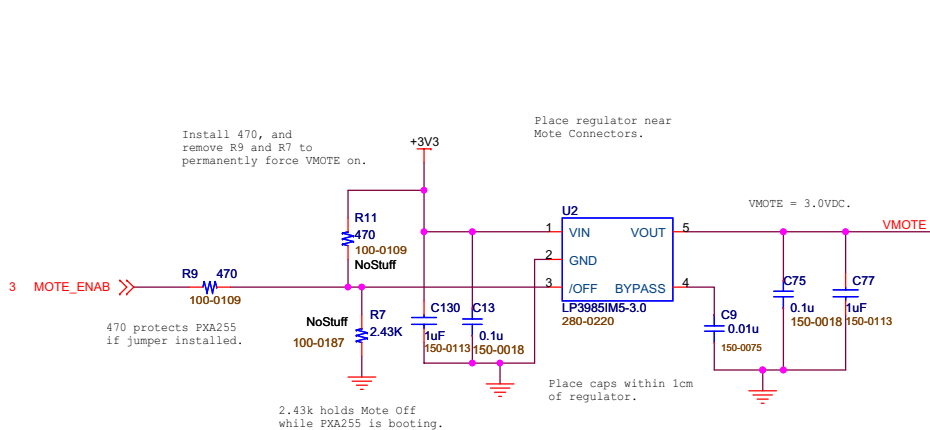 Install 470, and
remove R9 and R7 to
permanently force VMOTE on.
Place regulator near
Mote Connectors.
+3V3
VMOTE = 3.0VDC.
R11
470
100-0109
NoStuff
U2
1
VIN
VOUT
5
VMOTE
2
GND
3
/OFF
BYPASS
4
LP3985IM5-3.0
280-0220
3
MOTE_ENAB
R9
470
100-0109
470 protects PXA255
if jumper installed.
NoStuff
R7
2.43K
100-0187
C130
1uF
150-0113
C13
0.1u
150-0018
C9
0.01u
150-0075
C75
0.1u
150-0018
C77
1uF
150-0113
Place caps within 1cm
of regulator.
2.43k holds Mote Off
while PXA255 is booting.